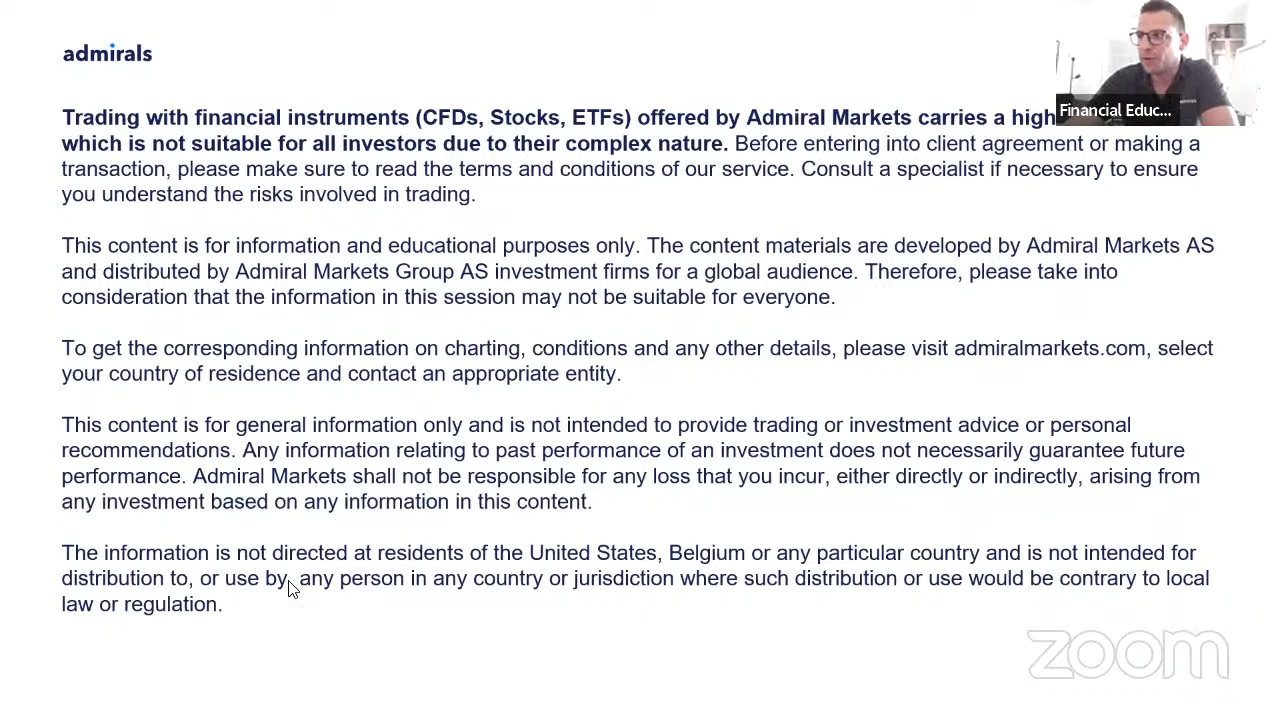 admirals
Financial Educ...
Trading with financial instruments (CFDs, Stocks, ETFs) offered by Admiral Markets carries a high
which is not suitable for all investors due to their complex nature. Before entering into client agreement or making a
transaction, please make sure to read the terms and conditions of our service. Consult a specialist if necessary to ensure
you understand the risks involved in trading.
This content is for information and educational purposes only. The content materials are developed by Admiral Markets AS
and distributed by Admiral Markets Group AS investment firms for a global audience. Therefore, please take into
consideration that the information in this session may not be suitable for everyone.
To get the corresponding information on charting, conditions and any other details, please visit admiralmarkets.com, select
your country of residence and contact an appropriate entity.
This content is for general information only and is not intended to provide trading or investment advice or personal
recommendations. Any information relating to past performance of an investment does not necessarily guarantee future
performance. Admiral Markets shall not be responsible for any loss that you incur, either directly or indirectly, arising from
any investment based on any information in this content.
The information is not directed at residents of the United States, Belgium or any particular country and is not intended for
distribution to, or use by, any person in any country or jurisdiction where such distribution or use would be contrary to local
law or regulation.
zoom